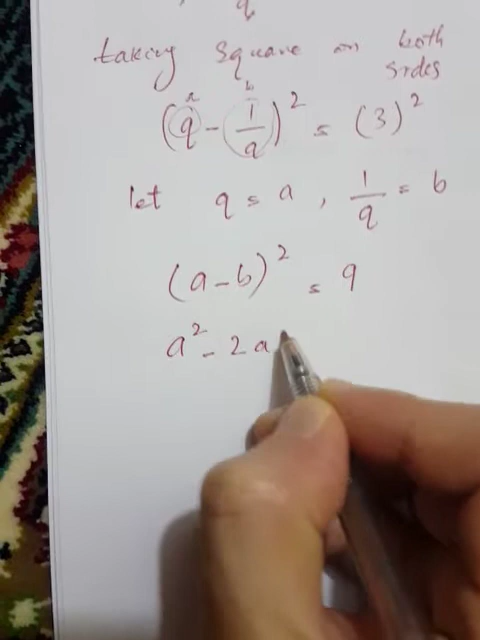 q
taking square on both
sides
a b
(q - 1/q)² = (3)²
let q = a , 1/q = b
(a - b)² = 9
a² - 2a